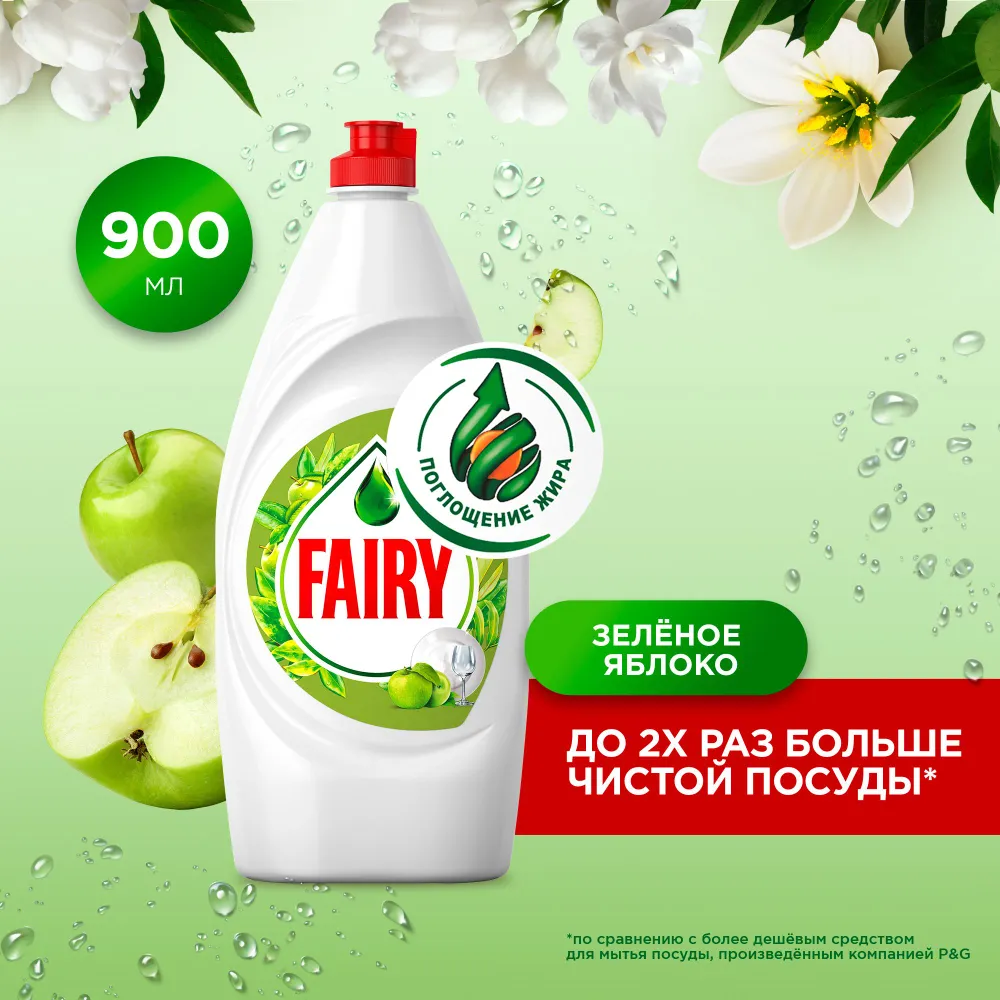 900
МЛ
ПОГЛОЩЕНИЕ ЖИРА
FAIRY
ЗЕЛЁНОЕ
ЯБЛОКО
ДО 2Х РАЗ БОЛЬШЕ
ЧИСТОЙ ПОСУДЫ*
*по сравнению с более дешёвым средством
для мытья посуды, произведённым компанией P&G